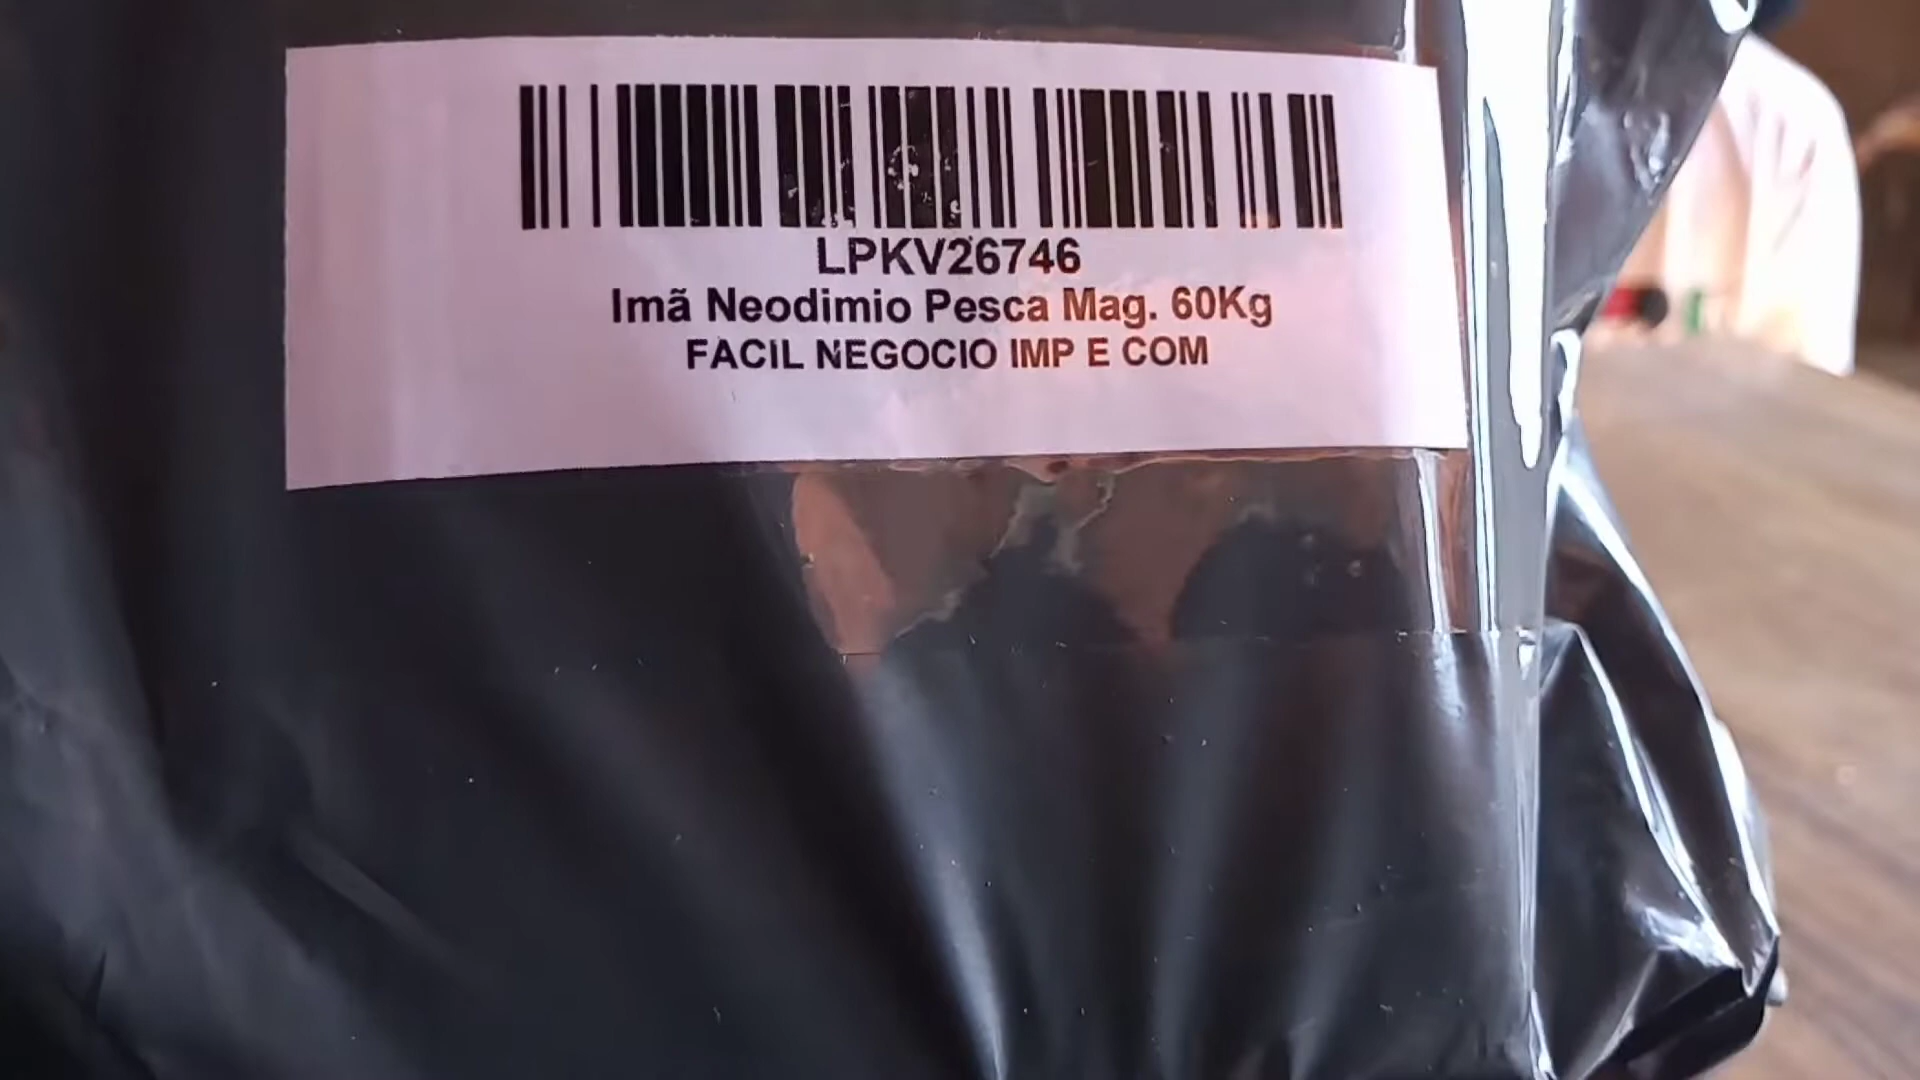 LPKV26746
Imã Neodimio Pesca Mag. 60Kg
FACIL NEGOCIO IMP E COM